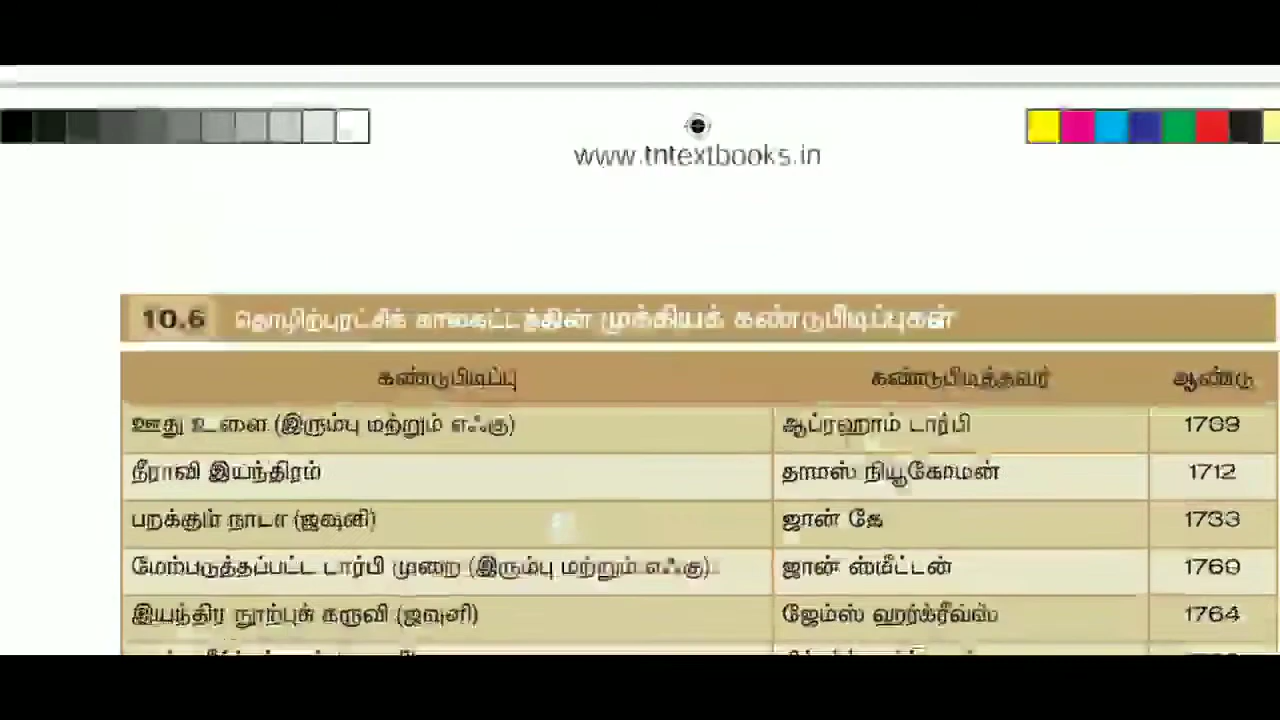 www.tntextbooks.in
10.6 தொழிற்புரட்சிக் காலகட்டத்தின் முக்கியக் கண்டுபிடிப்புகள்
கண்டுபிடிப்பு கண்டுபிடித்தவர் ஆண்டு
ஊது உளை (இரும்பு மற்றும் எஃகு) ஆப்ரஹாம் டார்பி 1709
நீராவி இயந்திரம் தாமஸ் நியூகோமன் 1712
பறக்கும் நாடா (ஜவுளி) ஜான் கே 1733
மேம்படுத்தப்பட்ட டார்பி முறை (இரும்பு மற்றும் எஃகு) ஜான் ஸ்மீட்டன் 1760
இயந்திர நூற்புக் கருவி (ஜவுளி) ஜேம்ஸ் ஹார்க்ரீவ்ஸ் 1764